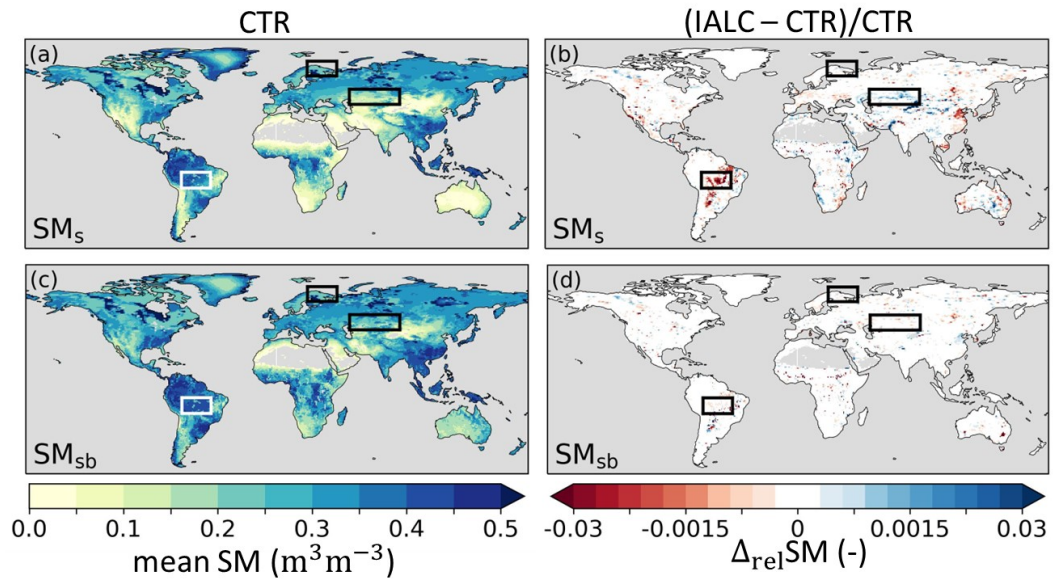 CTR
(IALC – CTR)/CTR
(a)
(b)
SMs
SMs
(c)
(d)
SMsb
SMsb
0.0 0.1 0.2 0.3 0.4 0.5
-0.03 -0.0015 0 0.0015 0.03
mean SM (m³m⁻³)
ΔrelSM (-)